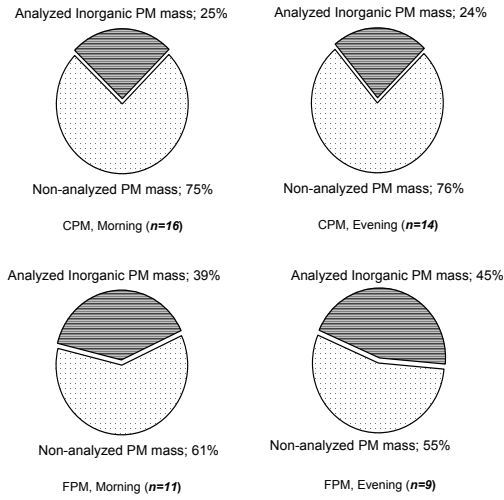 Analyzed Inorganic PM mass; 25%
Non-analyzed PM mass; 75%
CPM, Morning (n=16)
Analyzed Inorganic PM mass; 24%
Non-analyzed PM mass; 76%
CPM, Evening (n=14)
Analyzed Inorganic PM mass; 39%
Non-analyzed PM mass; 61%
FPM, Morning (n=11)
Analyzed Inorganic PM mass; 45%
Non-analyzed PM mass; 55%
FPM, Evening (n=9)